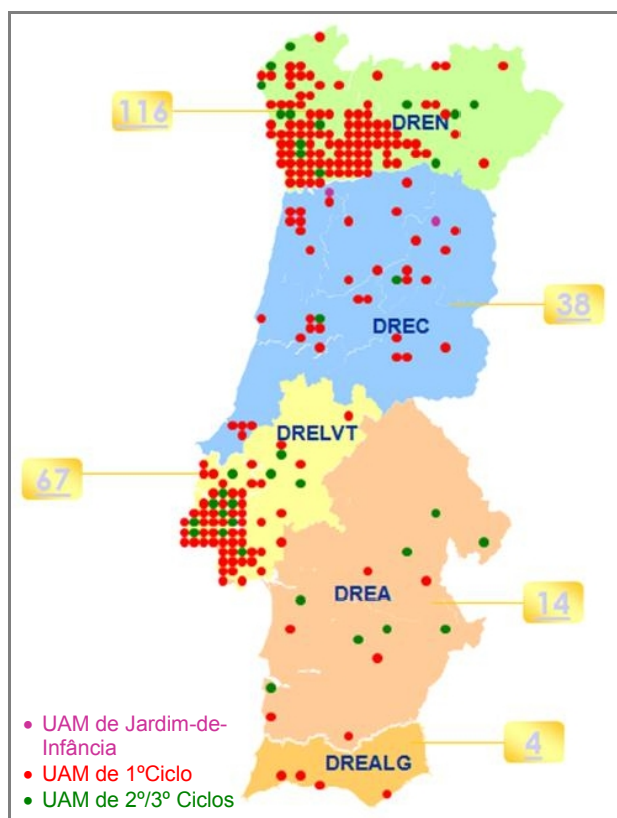 116
DREN
DREC
38
DRELVT
67
DREA
14
DREALG
4
• UAM de Jardim-de-
Infância
• UAM de 1ºCiclo
• UAM de 2º/3º Ciclos